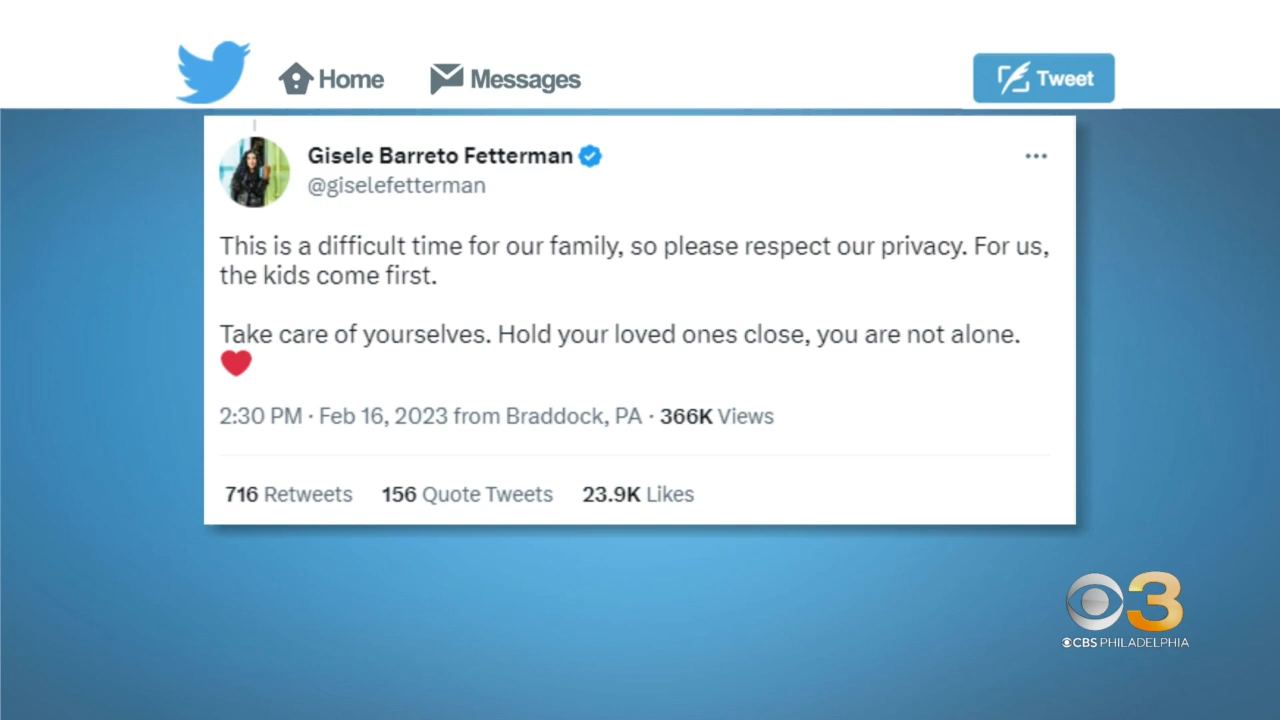 Home Messages Tweet
Gisele Barreto Fetterman
@giselefetterman
This is a difficult time for our family, so please respect our privacy. For us,
the kids come first.
Take care of yourselves. Hold your loved ones close, you are not alone.
❤️
2:30 PM · Feb 16, 2023 from Braddock, PA · 366K Views
716 Retweets 156 Quote Tweets 23.9K Likes
3
CBS PHILADELPHIA